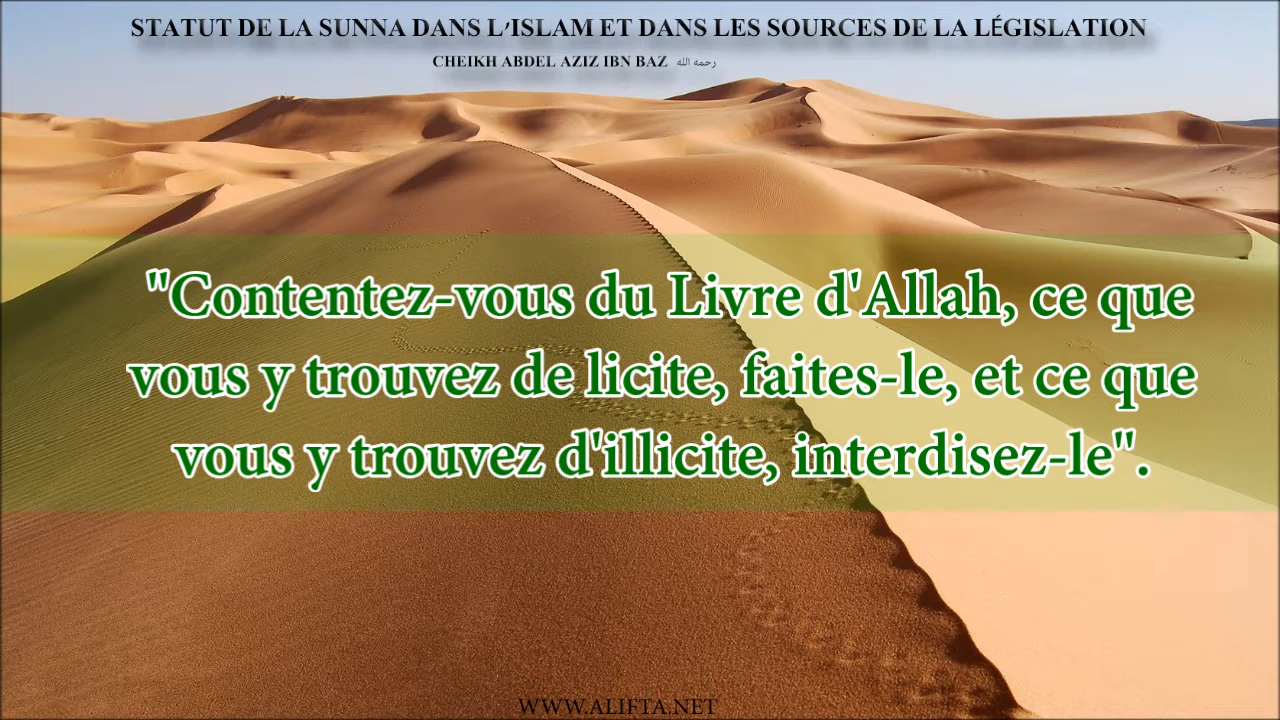 STATUT DE LA SUNNA DANS L'ISLAM ET DANS LES SOURCES DE LA LÉGISLATION
CHEIKH ABDEL AZIZ IBN BAZ رحمه الله
"Contentez-vous du Livre d'Allah, ce que
vous y trouvez de licite, faites-le, et ce que
vous y trouvez d'illicite, interdisez-le".
WWW.ALIFTA.NET